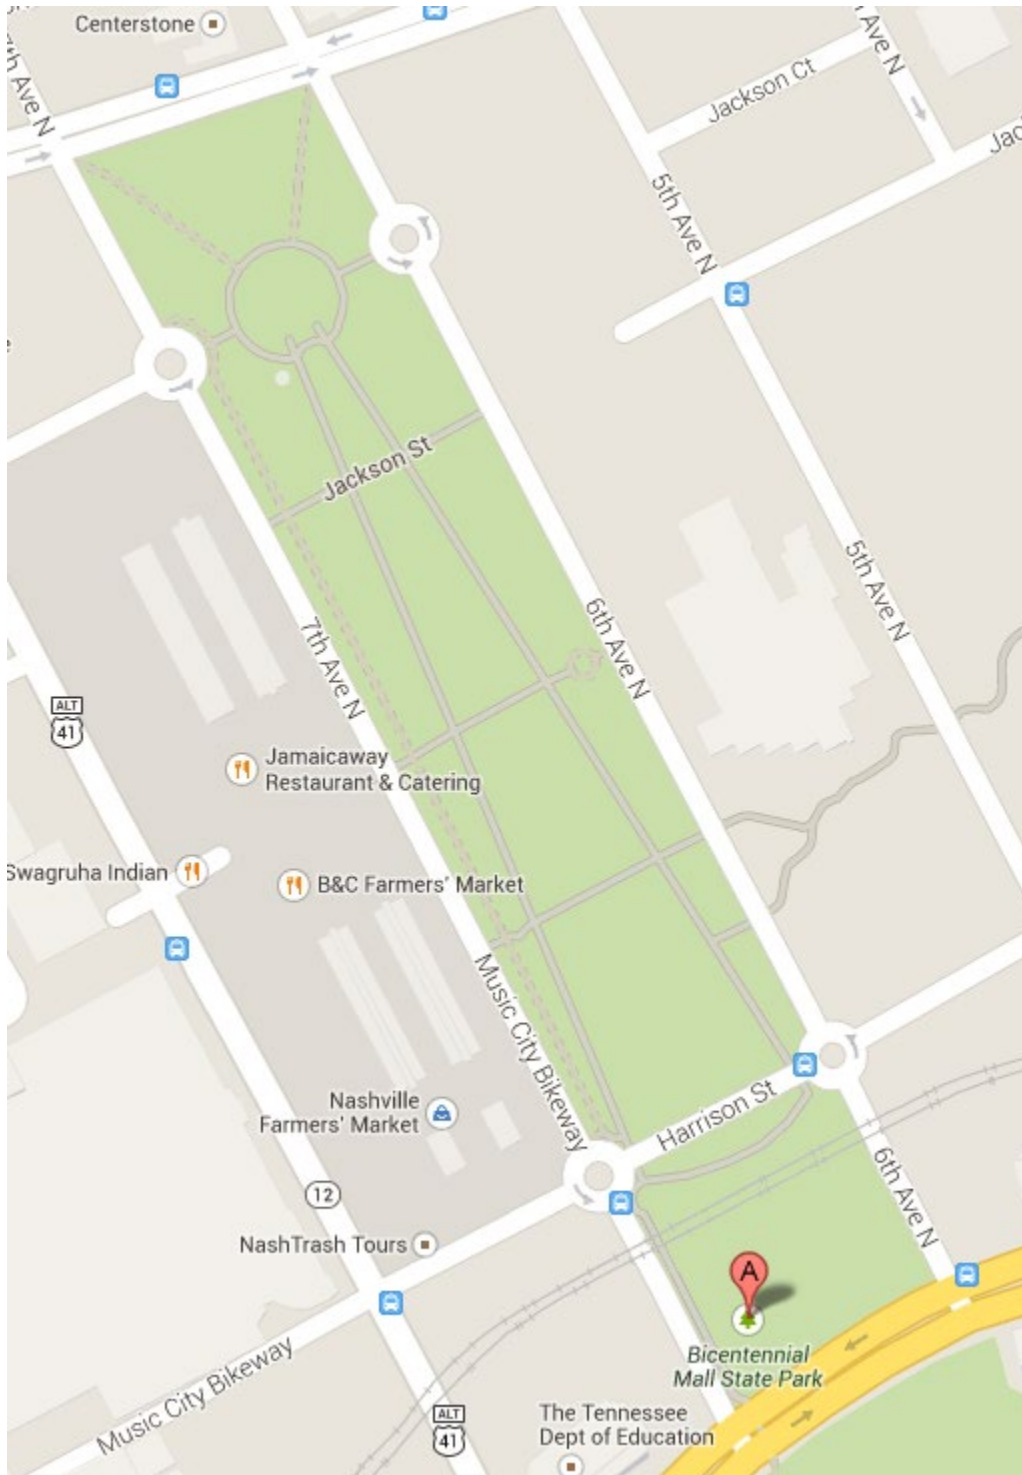 Centerstone
7th Ave N
Ave N
Jackson Ct
5th Ave N
Jackson St
5th Ave N
6th Ave N
7th Ave N
ALT
41
Jamaicaway
Restaurant & Catering
Swagruha Indian
B&C Farmers' Market
Music City Bikeway
Nashville
Farmers' Market
Harrison St
6th Ave N
12
NashTrash Tours
A
Bicentennial
Mall State Park
Music City Bikeway
ALT
41
The Tennessee
Dept of Education